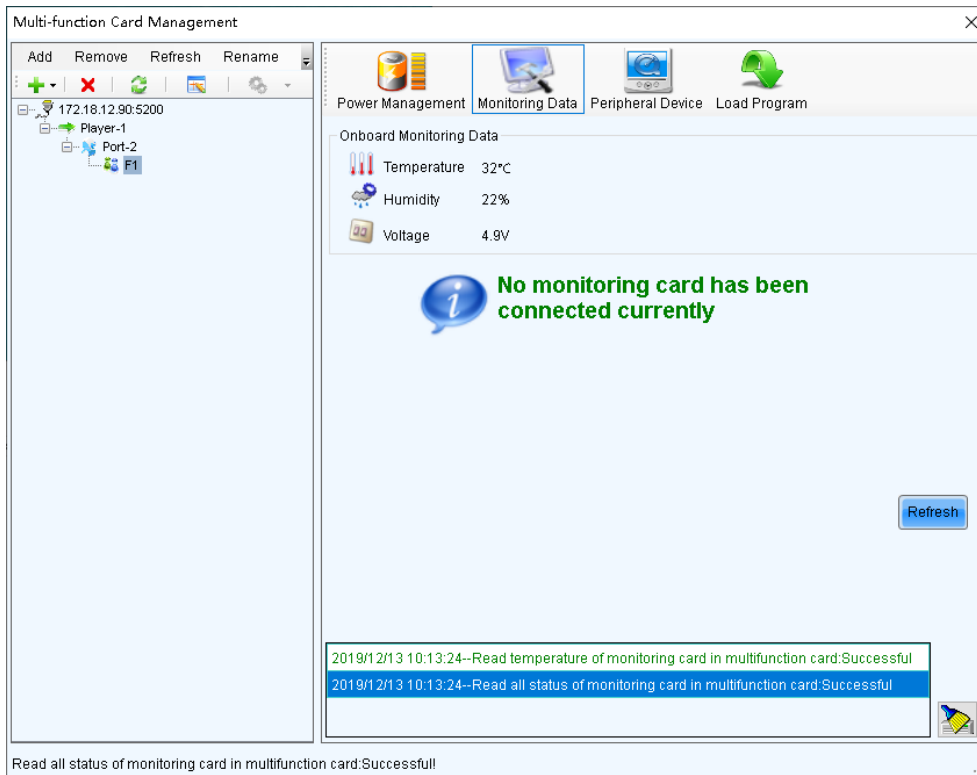 Multi-function Card Management
Add Remove Refresh Rename
172.18.12.90:5200
Player-1
Port-2
F1
Power Management Monitoring Data Peripheral Device Load Program
Onboard Monitoring Data
Temperature 32°C
Humidity 22%
Voltage 4.9V
No monitoring card has been
connected currently
Refresh
2019/12/13 10:13:24--Read temperature of monitoring card in multifunction card:Successful
2019/12/13 10:13:24--Read all status of monitoring card in multifunction card:Successful
Read all status of monitoring card in multifunction card:Successful!